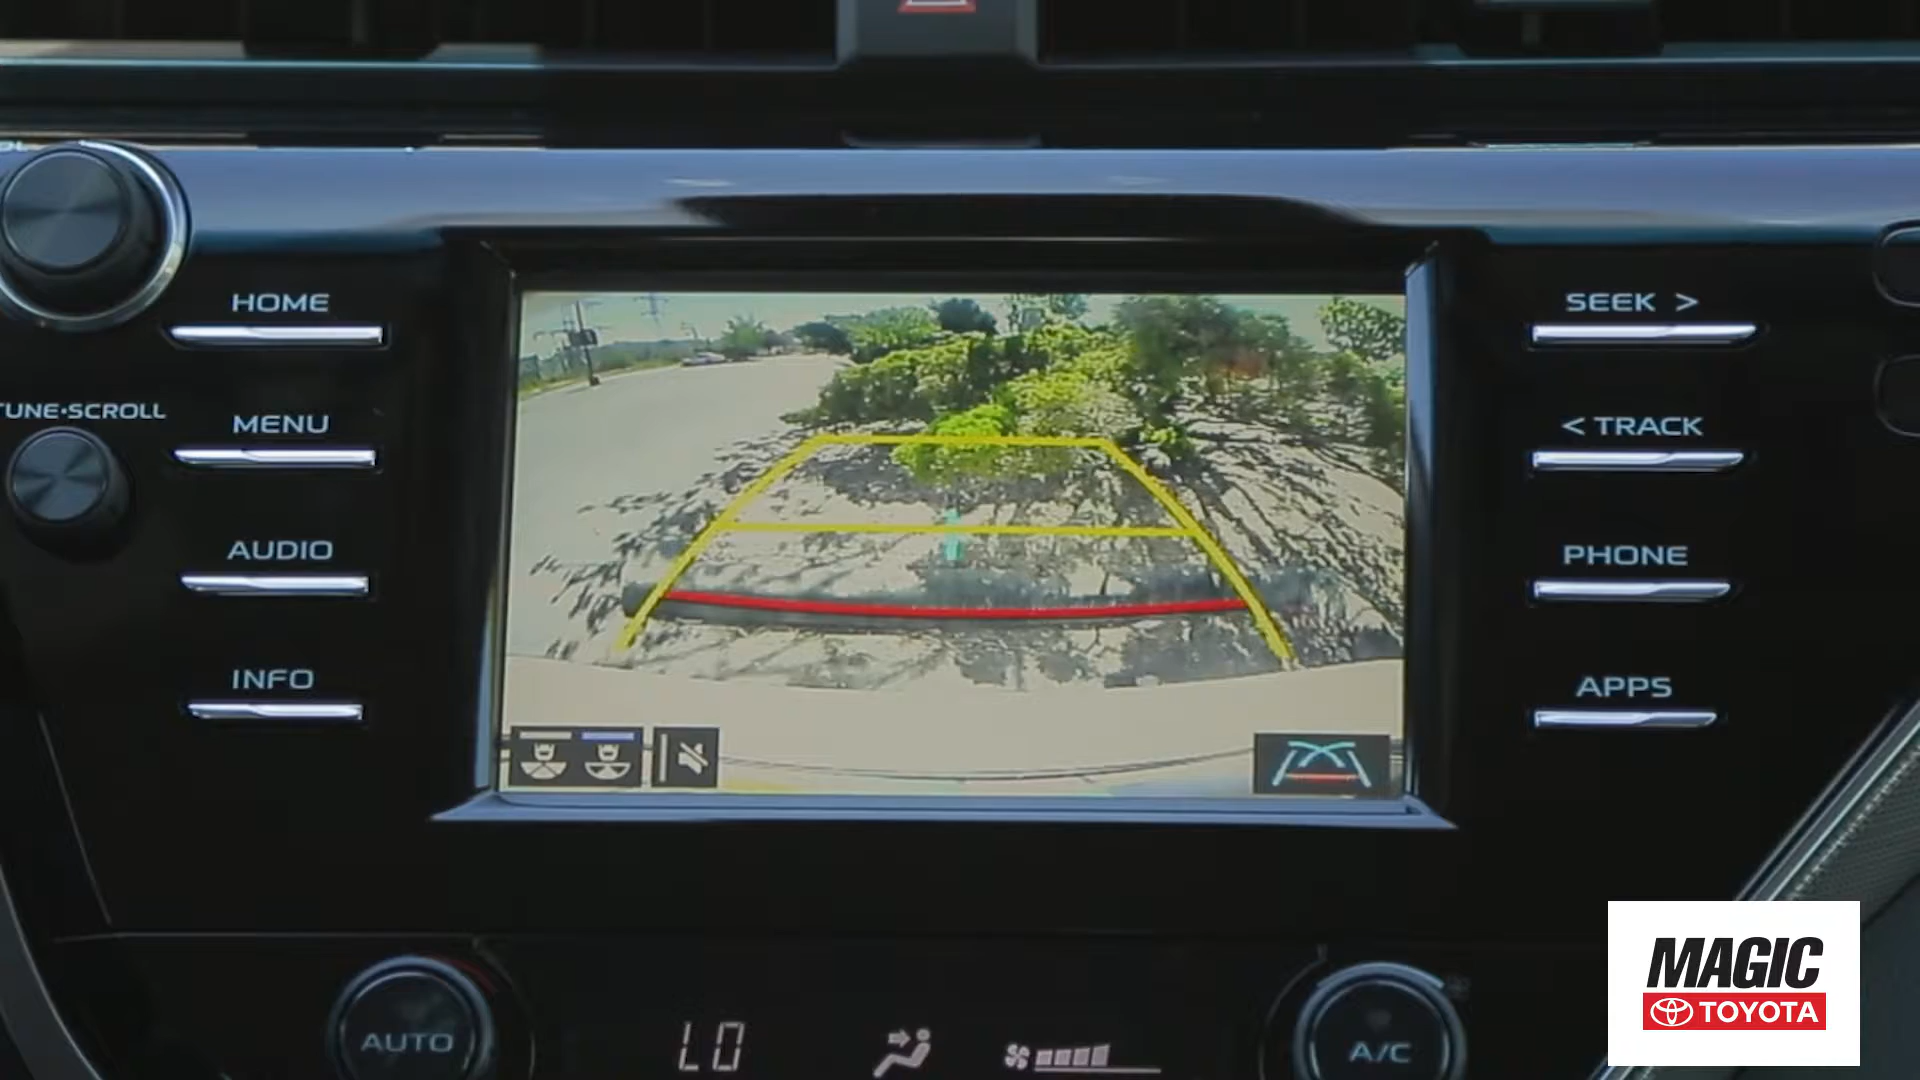 HOME
MENU
TUNE•SCROLL
AUDIO
INFO
SEEK >
< TRACK
PHONE
APPS
AUTO
LO
A/C
MAGIC
TOYOTA